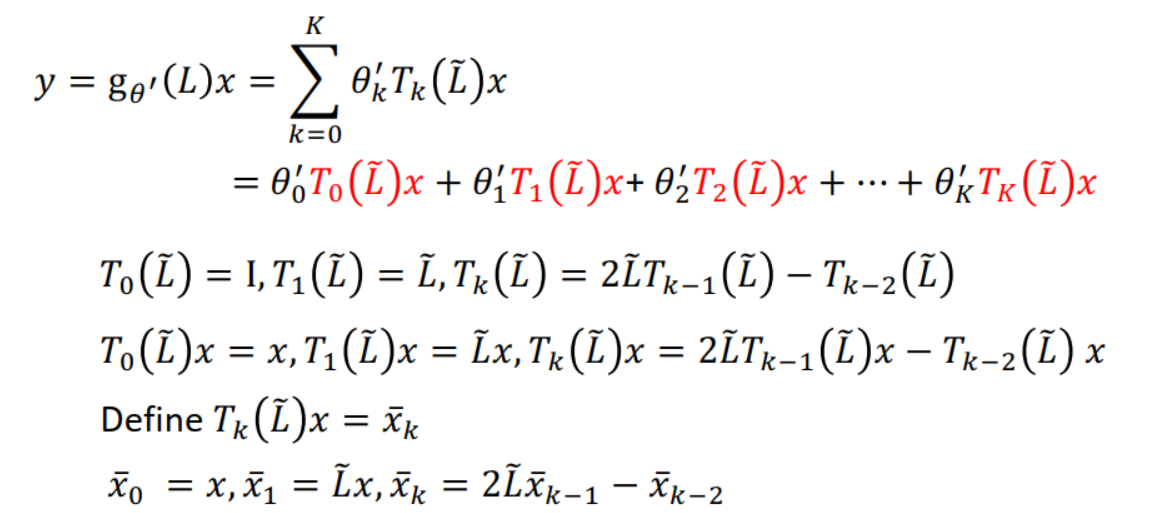 y = g_θ′(L)x = ∑_{k=0}^{K} θ′_k T_k(L̃)x
= θ′_0 T_0(L̃)x + θ′_1 T_1(L̃)x+ θ′_2 T_2(L̃)x + ⋯ + θ′_K T_K(L̃)x
T_0(L̃) = I, T_1(L̃) = L̃, T_k(L̃) = 2L̃T_{k−1}(L̃) − T_{k−2}(L̃)
T_0(L̃)x = x, T_1(L̃)x = L̃x, T_k(L̃)x = 2L̃T_{k−1}(L̃)x − T_{k−2}(L̃) x
Define T_k(L̃)x = x̄_k
x̄_0 = x, x̄_1 = L̃x, x̄_k = 2L̃x̄_{k−1} − x̄_{k−2}